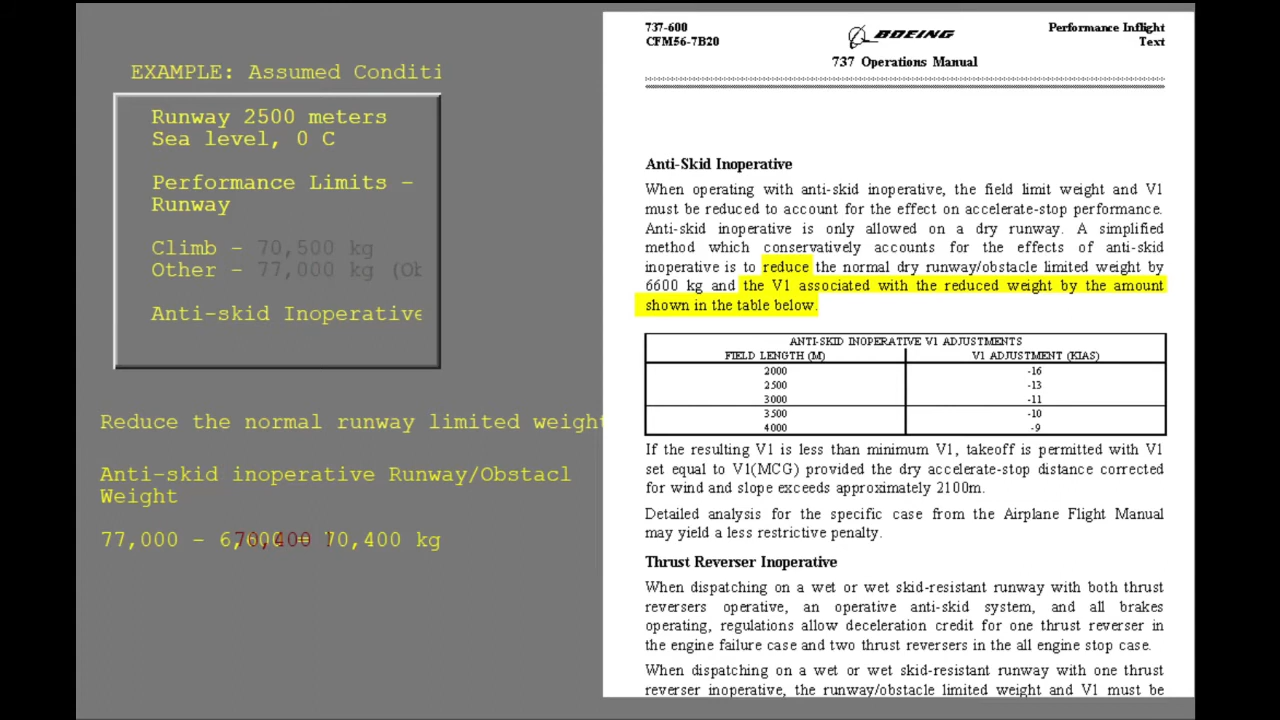 EXAMPLE: Assumed Conditi
Runway 2500 meters
Sea level, 0 C
Performance Limits -
Runway
Climb - 70,500 kg
Other - 77,000 kg (Ob
Anti-skid Inoperative
Reduce the normal runway limited weight
Anti-skid inoperative Runway/Obstacl
Weight
77,000 - 6,600 = 70,400 kg
737-600
CFM56-7B20
BOEING
737 Operations Manual
Performance Inflight
Text
Anti-Skid Inoperative
When operating with anti-skid inoperative, the field limit weight and V1
must be reduced to account for the effect on accelerate-stop performance.
Anti-skid inoperative is only allowed on a dry runway. A simplified
method which conservatively accounts for the effects of anti-skid
inoperative is to reduce the normal dry runway/obstacle limited weight by
6600 kg and the V1 associated with the reduced weight by the amount
shown in the table below.
ANTI-SKID INOPERATIVE V1 ADJUSTMENTS
FIELD LENGTH (M) V1 ADJUSTMENT (KIAS)
2000 -16
2500 -13
3000 -11
3500 -10
4000 -9
If the resulting V1 is less than minimum V1, takeoff is permitted with V1
set equal to V1(MCG) provided the dry accelerate-stop distance corrected
for wind and slope exceeds approximately 2100m.
Detailed analysis for the specific case from the Airplane Flight Manual
may yield a less restrictive penalty.
Thrust Reverser Inoperative
When dispatching on a wet or wet skid-resistant runway with both thrust
reversers operative, an operative anti-skid system, and all brakes
operating, regulations allow deceleration credit for one thrust reverser in
the engine failure case and two thrust reversers in the all engine stop case.
When dispatching on a wet or wet skid-resistant runway with one thrust
reverser inoperative, the runway/obstacle limited weight and V1 must be